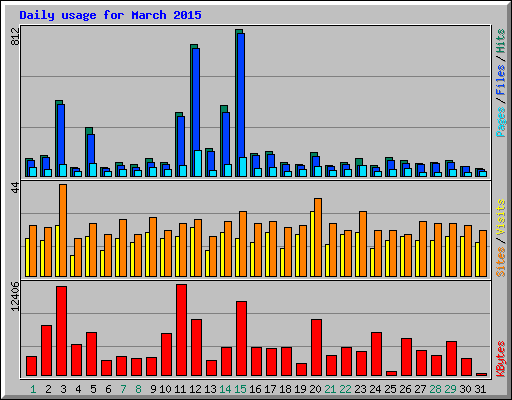 Daily usage for March 2015
812
Pages / Files / Hits
44
Sites / Visits
12406
KBytes
1 2 3 4 5 6 7 8 9 10 11 12 13 14 15 16 17 18 19 20 21 22 23 24 25 26 27 28 29 30 31